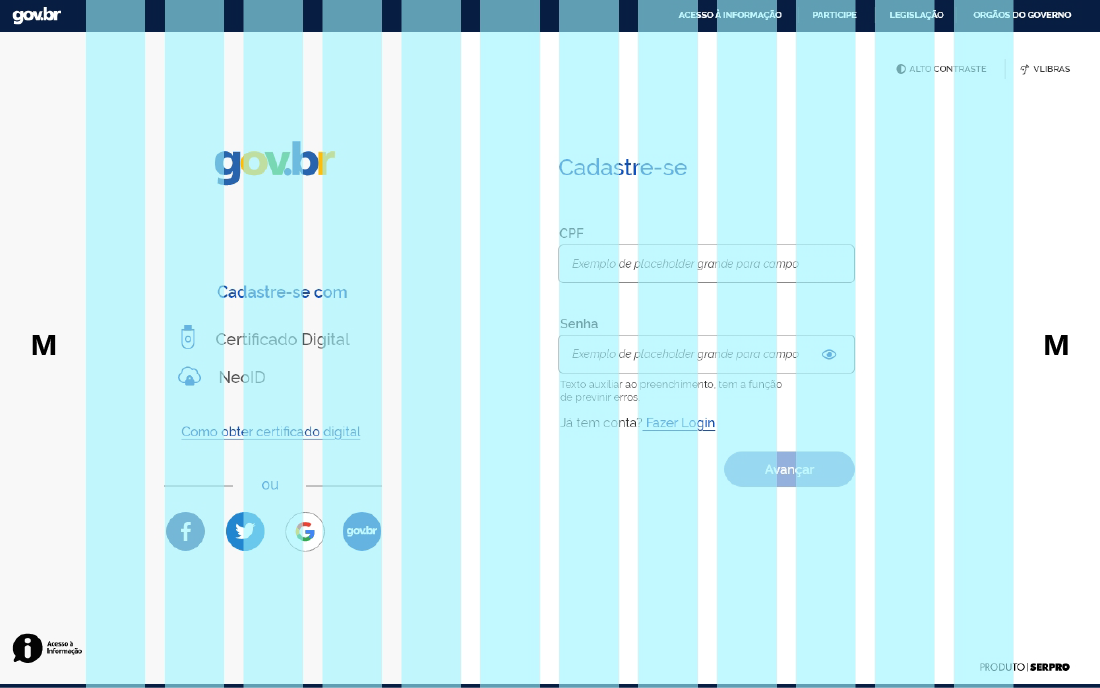 gov.br
ACESSO À INFORMAÇÃO PARTICIPE LEGISLAÇÃO ORGÃOS DO GOVERNO
ALTO CONTRASTE VLIBRAS
gov.br
Cadastre-se com
Certificado Digital
NeoID
Como obter certificado digital
ou
f
G
gov.br
Cadastre-se
CPF
Exemplo de placeholder grande para campo
Senha
Exemplo de placeholder grande para campo
Texto auxiliar ao preenchimento, tem a função
de previnir erros.
Já tem conta? Fazer Login
Avançar
M
M
i
Acesso à
Informação
PRODUTO | SERPRO